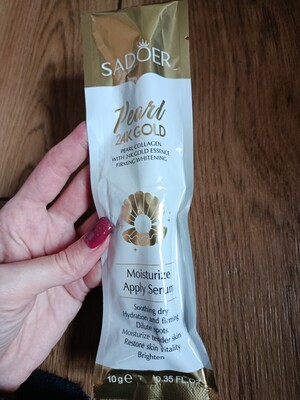 SADOER
Pearl
24K GOLD
PEARL COLLAGEN
WITH 24K GOLD ESSENCE
FIRMING WHITENING
Moisturize
Apply Serum
Soothing dry
Hydration and Firming
Dilute spots
Moisturize tender skin
Restore skin vitality
Brighten
10g 0.35 FL.